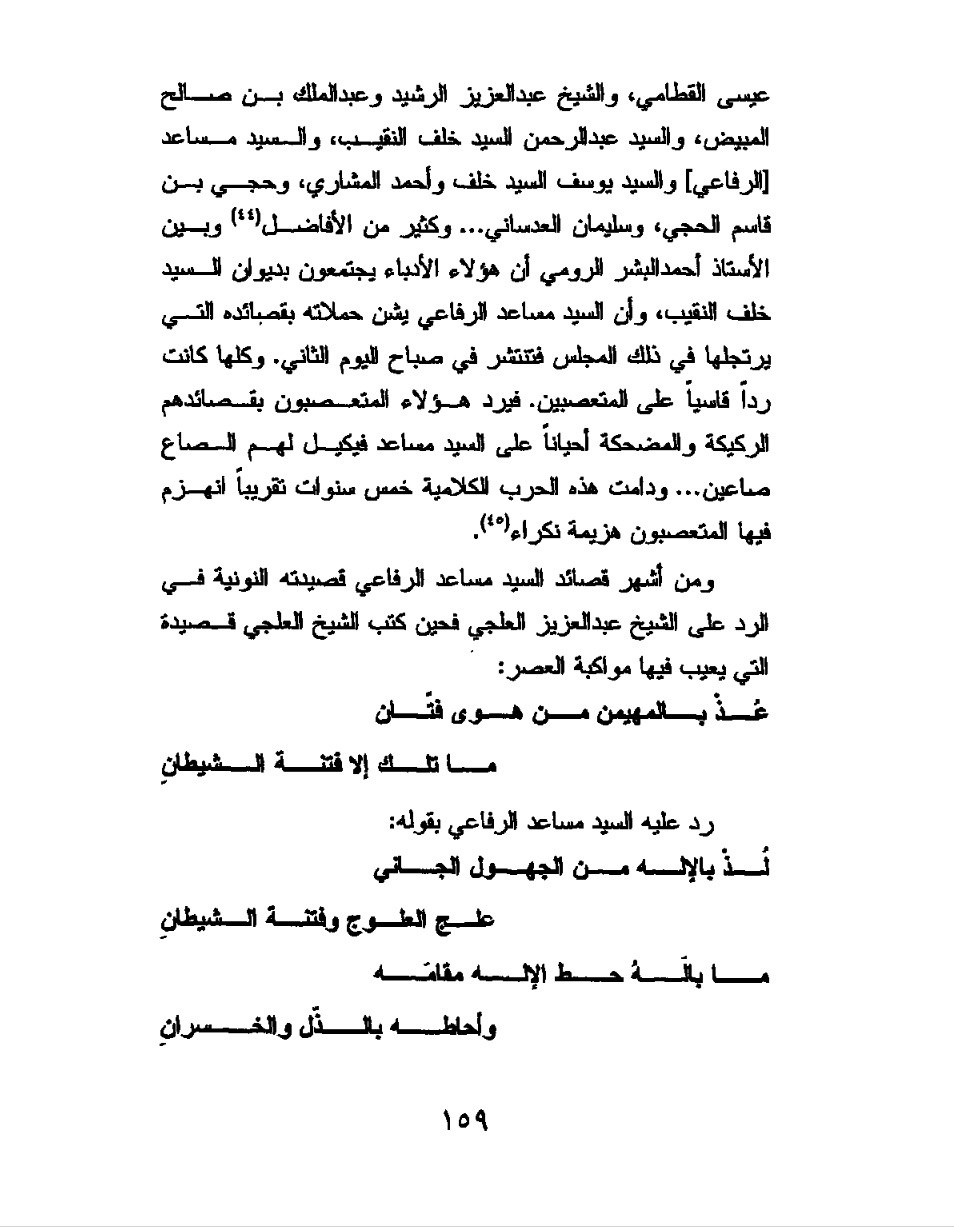 عيسى القطامي، والشيخ عبدالعزيز الرشيد وعبدالملك بن صالح
المبيض، والسيد عبدالرحمن السيد خلف النقيب، والسيد مساعد
[الرفاعي] والسيد يوسف السيد خلف وأحمد المشاري، وحجي بن
قاسم الحجي، وسليمان العدساني... وكثير من الأفاضل(٤٤) وبين
الأستاذ أحمدالبشر الرومي أن هؤلاء الأدباء يجتمعون بديوان السيد
خلف النقيب، وأن السيد مساعد الرفاعي يشن حملاته بقصائده التي
يرتجلها في ذلك المجلس فتنتشر في صباح اليوم الثاني. وكلها كانت
رداً قاسياً على المتعصبين. فيرد هؤلاء المتعصبون بقصائدهم
الركيكة والمضحكة أحياناً على السيد مساعد فيكيل لهم الصاع
صاعين... ودامت هذه الحرب الكلامية خمس سنوات تقريباً انهزم
فيها المتعصبون هزيمة نكراء(٤٥).
ومن أشهر قصائد السيد مساعد الرفاعي قصيدته النونية في
الرد على الشيخ عبدالعزيز العلجي فحين كتب الشيخ العلجي قصيدة
التي يعيب فيها مواكبة العصر:
عُذْ بالمهيمن من هوى فتّان
ما تلك إلا فتنة الشيطانِ
رد عليه السيد مساعد الرفاعي بقوله:
لُذْ بالإله من الجهول الجاني
علج العلوج وفتنة الشيطانِ
ما بالَهُ حط الإله مقامَه
وأحاطه بالذّل والخسرانِ
١٥٩